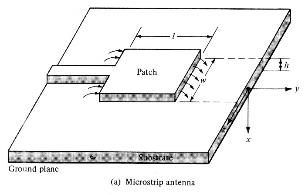 l
h
Patch
w
y
x
Substrate
Ground plane
(a) Microstrip antenna